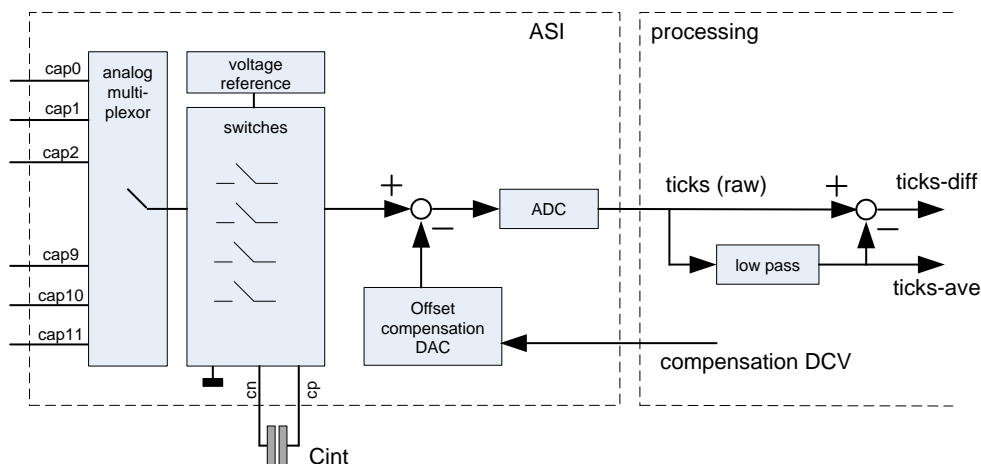 ASI
processing
cap0
cap1
cap2
cap9
cap10
cap11
analog
multi-
plexor
voltage
reference
switches
cn
cp
Cint
+
−
ADC
Offset
compensation
DAC
ticks (raw)
+
−
ticks-diff
low pass
ticks-ave
compensation DCV